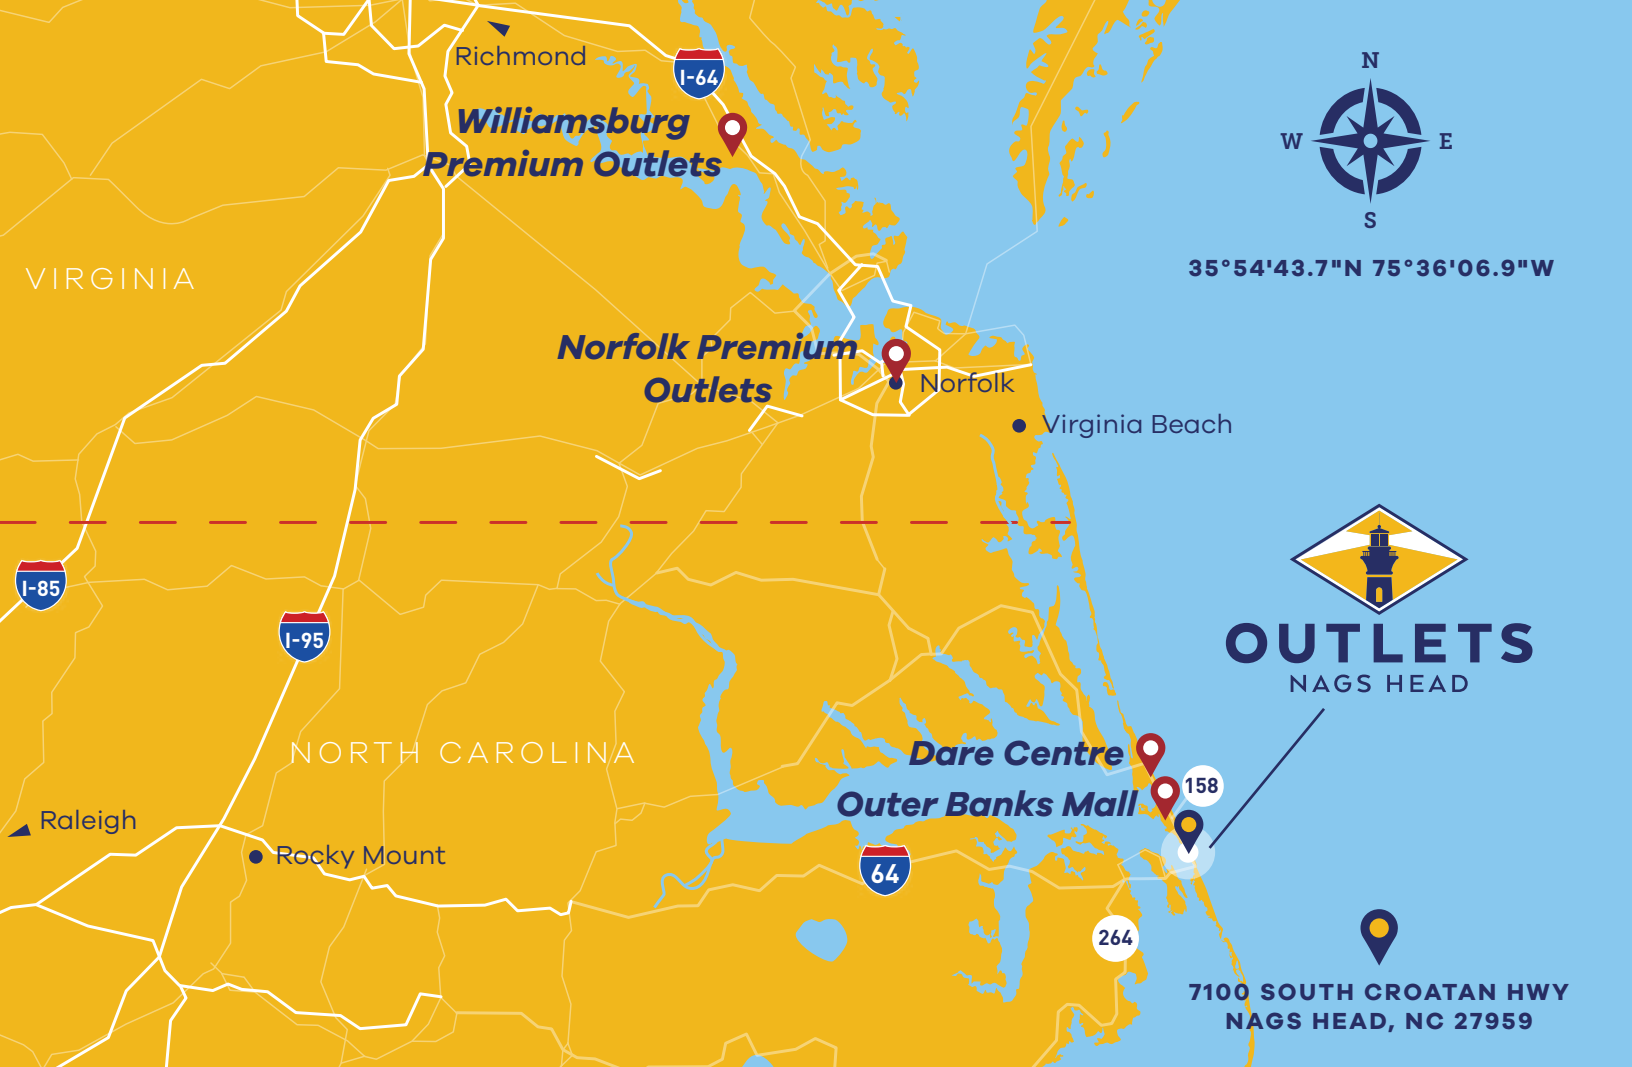 Richmond
I-64
Williamsburg
Premium Outlets
N
W
E
S
35°54'43.7"N 75°36'06.9"W
VIRGINIA
Norfolk Premium
Outlets
Norfolk
Virginia Beach
I-85
I-95
OUTLETS
NAGS HEAD
NORTH CAROLINA
Dare Centre
158
Outer Banks Mall
Raleigh
Rocky Mount
64
264
7100 SOUTH CROATAN HWY
NAGS HEAD, NC 27959